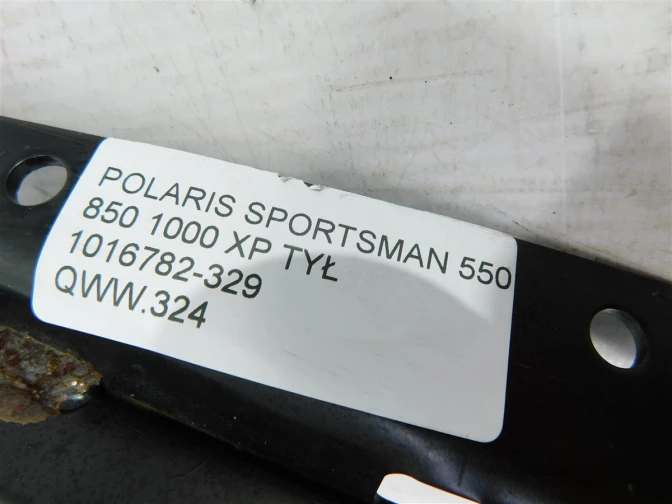 POLARIS SPORTSMAN 550
850 1000 XP TYŁ
1016782-329
QWW.324